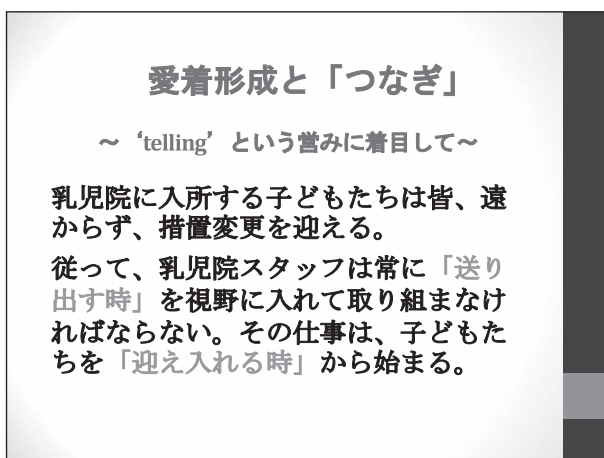 愛着形成と「つなぎ」
～‘telling’という営みに着目して～
乳児院に入所する子どもたちは皆、遠
からず、措置変更を迎える。
従って、乳児院スタッフは常に「送り
出す時」を視野に入れて取り組まなけ
ればならない。その仕事は、子どもた
ちを「迎え入れる時」から始まる。